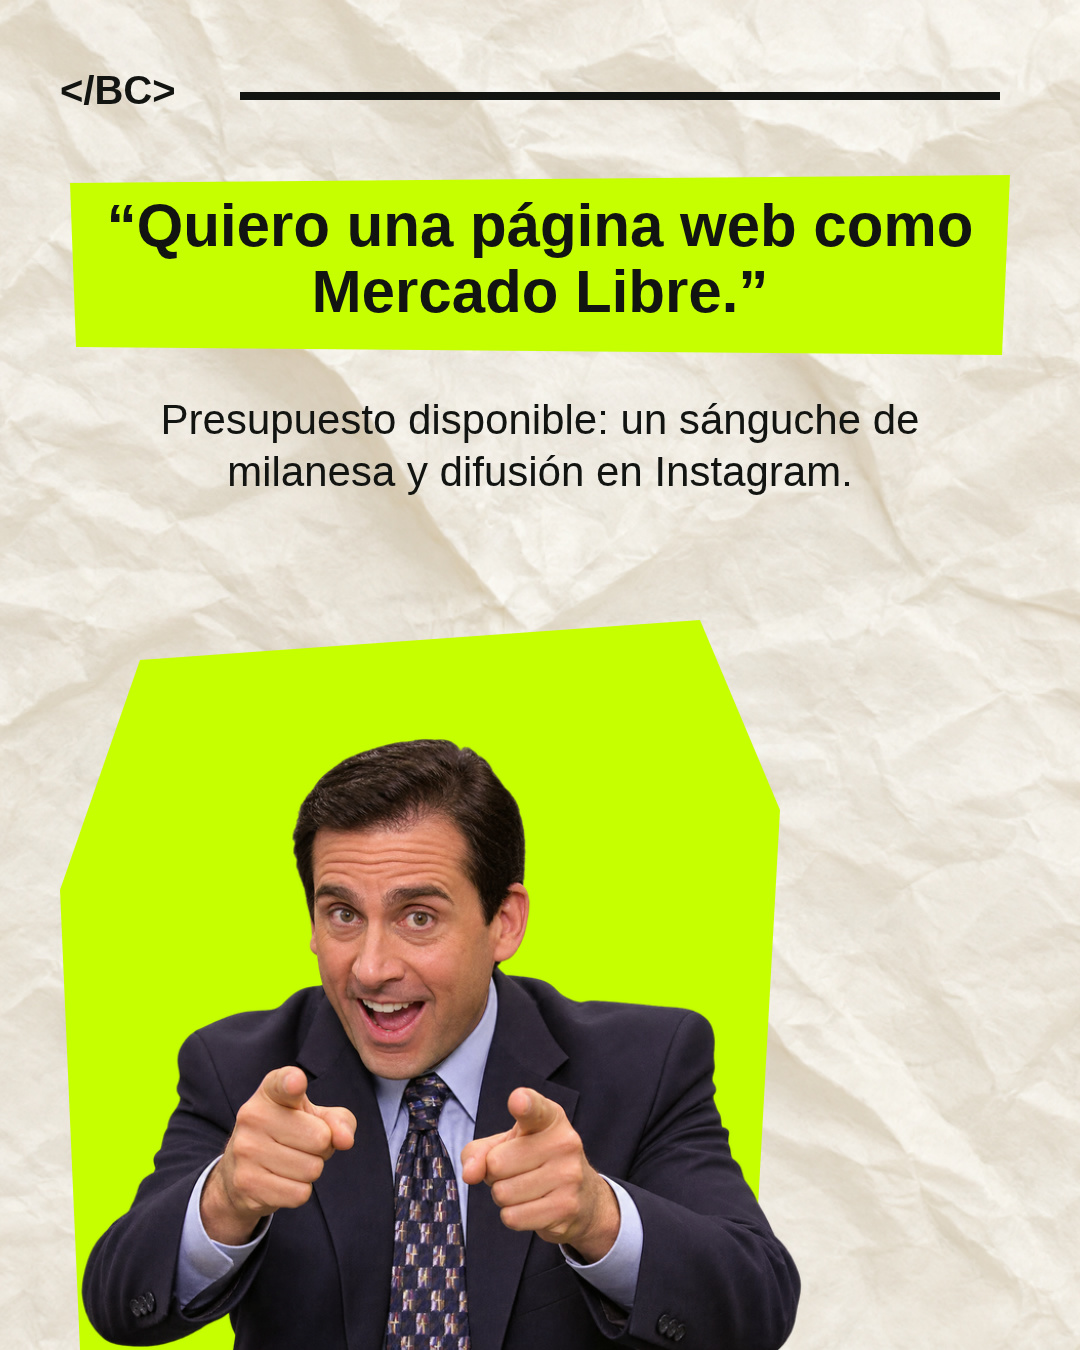 </BC>
“Quiero una página web como
Mercado Libre.”
Presupuesto disponible: un sánguche de
milanesa y difusión en Instagram.